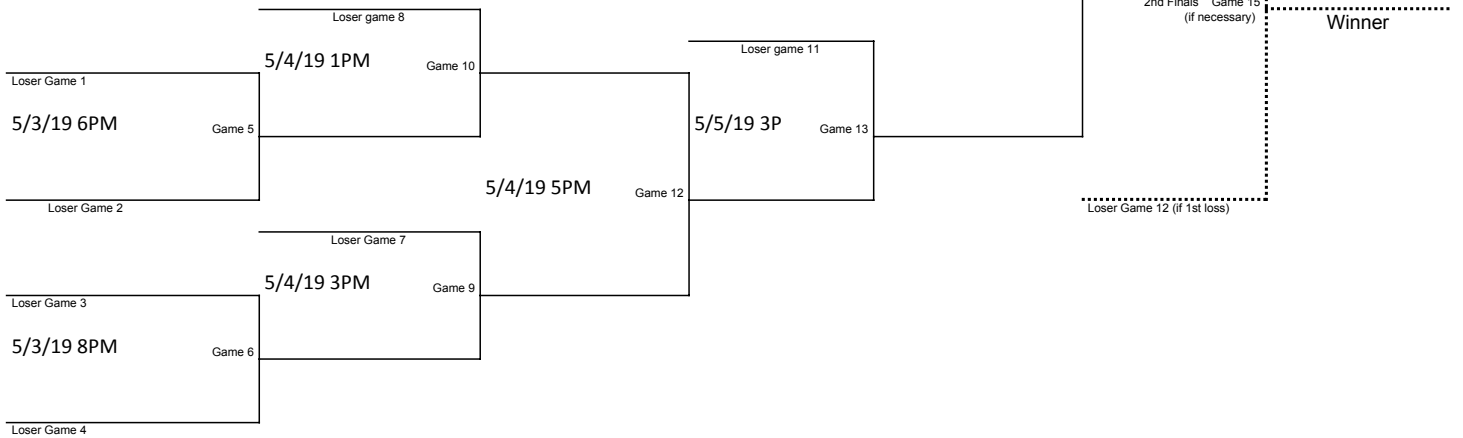 2nd Finals Game 15
(if necessary)
Winner
Loser game 8
5/4/19 1PM
Game 10
Loser game 11
Loser Game 1
5/3/19 6PM
Game 5
5/5/19 3P
Game 13
5/4/19 5PM
Game 12
Loser Game 2
Loser Game 12 (if 1st loss)
Loser Game 7
5/4/19 3PM
Game 9
Loser Game 3
5/3/19 8PM
Game 6
Loser Game 4